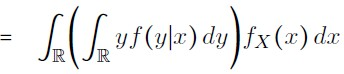 = ∫_ℝ ( ∫_ℝ y f(y|x) dy ) f_X(x) dx